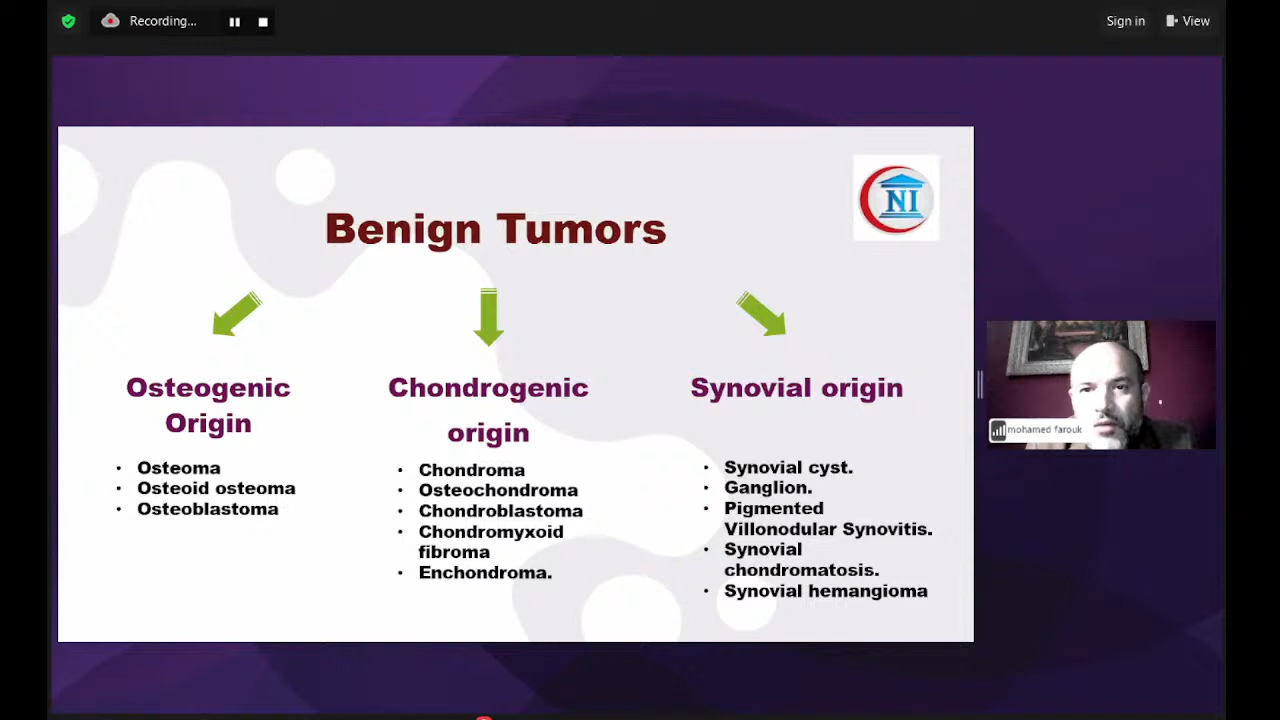 Recording...
Sign in
View
NI
Benign Tumors
Osteogenic
Origin
• Osteoma
• Osteoid osteoma
• Osteoblastoma
Chondrogenic
origin
• Chondroma
• Osteochondroma
• Chondroblastoma
• Chondromyxoid
fibroma
• Enchondroma.
Synovial origin
• Synovial cyst.
• Ganglion.
• Pigmented
Villonodular Synovitis.
• Synovial
chondromatosis.
• Synovial hemangioma
mohamed farouk